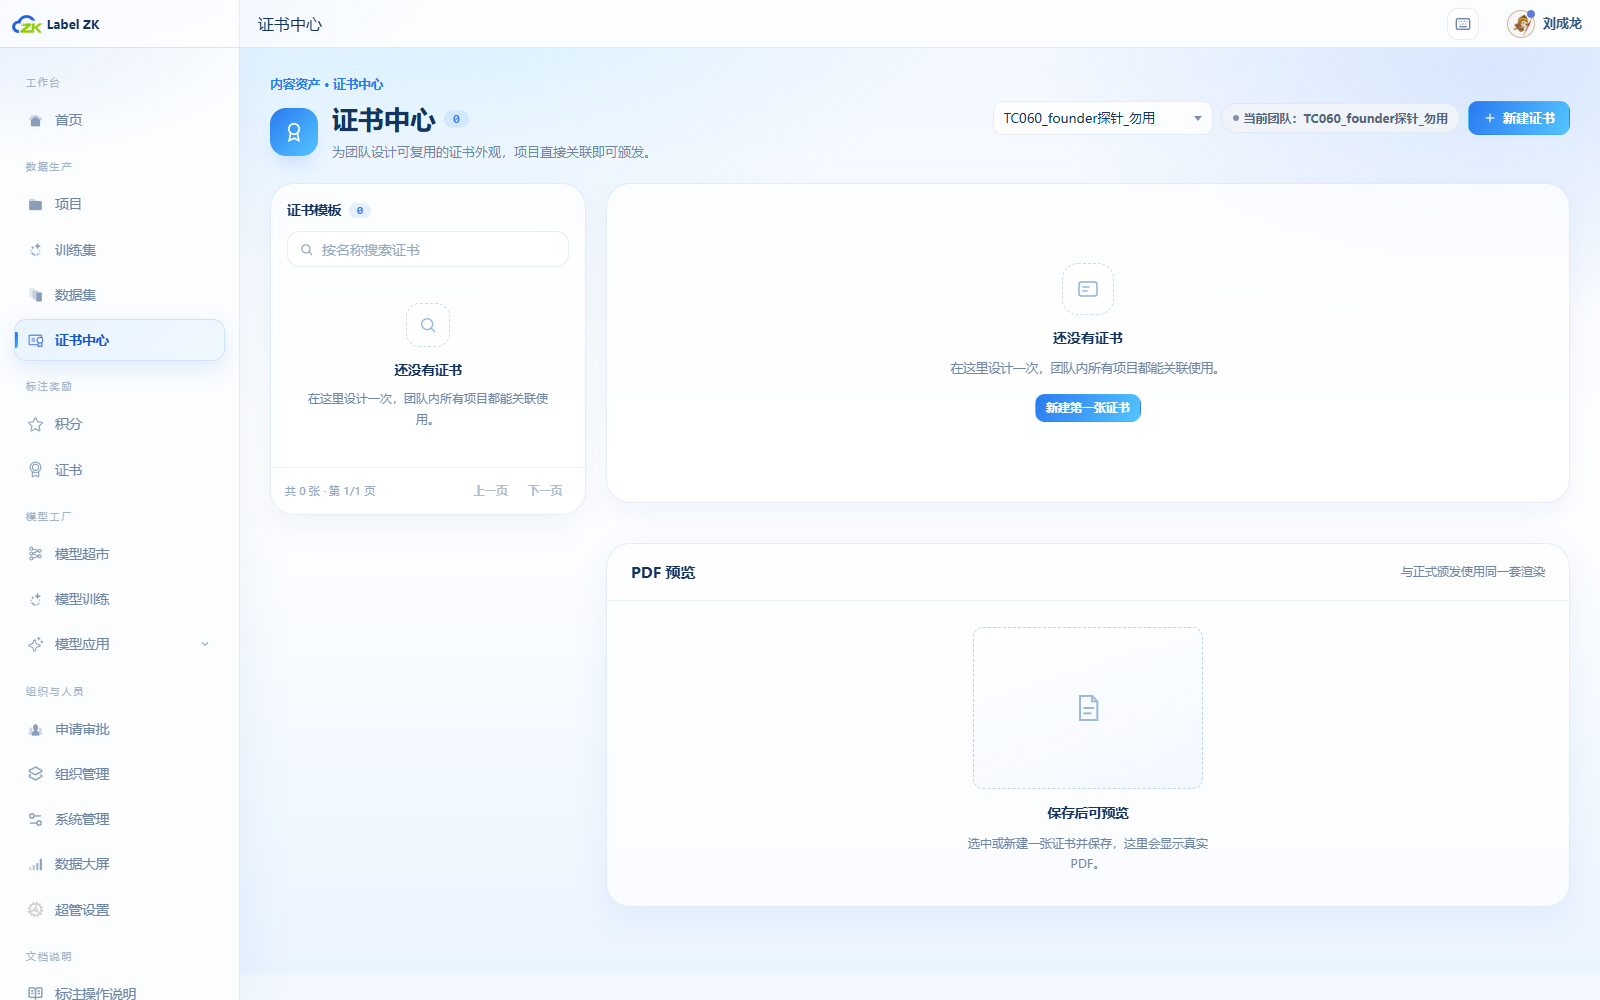 Label ZK
证书中心
刘成龙
工作台
首页
数据生产
项目
训练集
数据集
证书中心
标注奖励
积分
证书
模型工厂
模型超市
模型训练
模型应用
组织与人员
申请审批
组织管理
系统管理
数据大屏
超管设置
文档说明
标注操作说明
内容资产 • 证书中心
证书中心 0
为团队设计可复用的证书外观，项目直接关联即可颁发。
TC060_founder探针_勿用
当前团队：TC060_founder探针_勿用
+ 新建证书
证书模板 0
按名称搜索证书
还没有证书
在这里设计一次，团队内所有项目都能关联使
用。
共 0 张 · 第 1/1 页
上一页
下一页
还没有证书
在这里设计一次，团队内所有项目都能关联使用。
新建第一张证书
PDF 预览
与正式颁发使用同一套渲染
保存后可预览
选中或新建一张证书并保存，这里会显示真实
PDF。